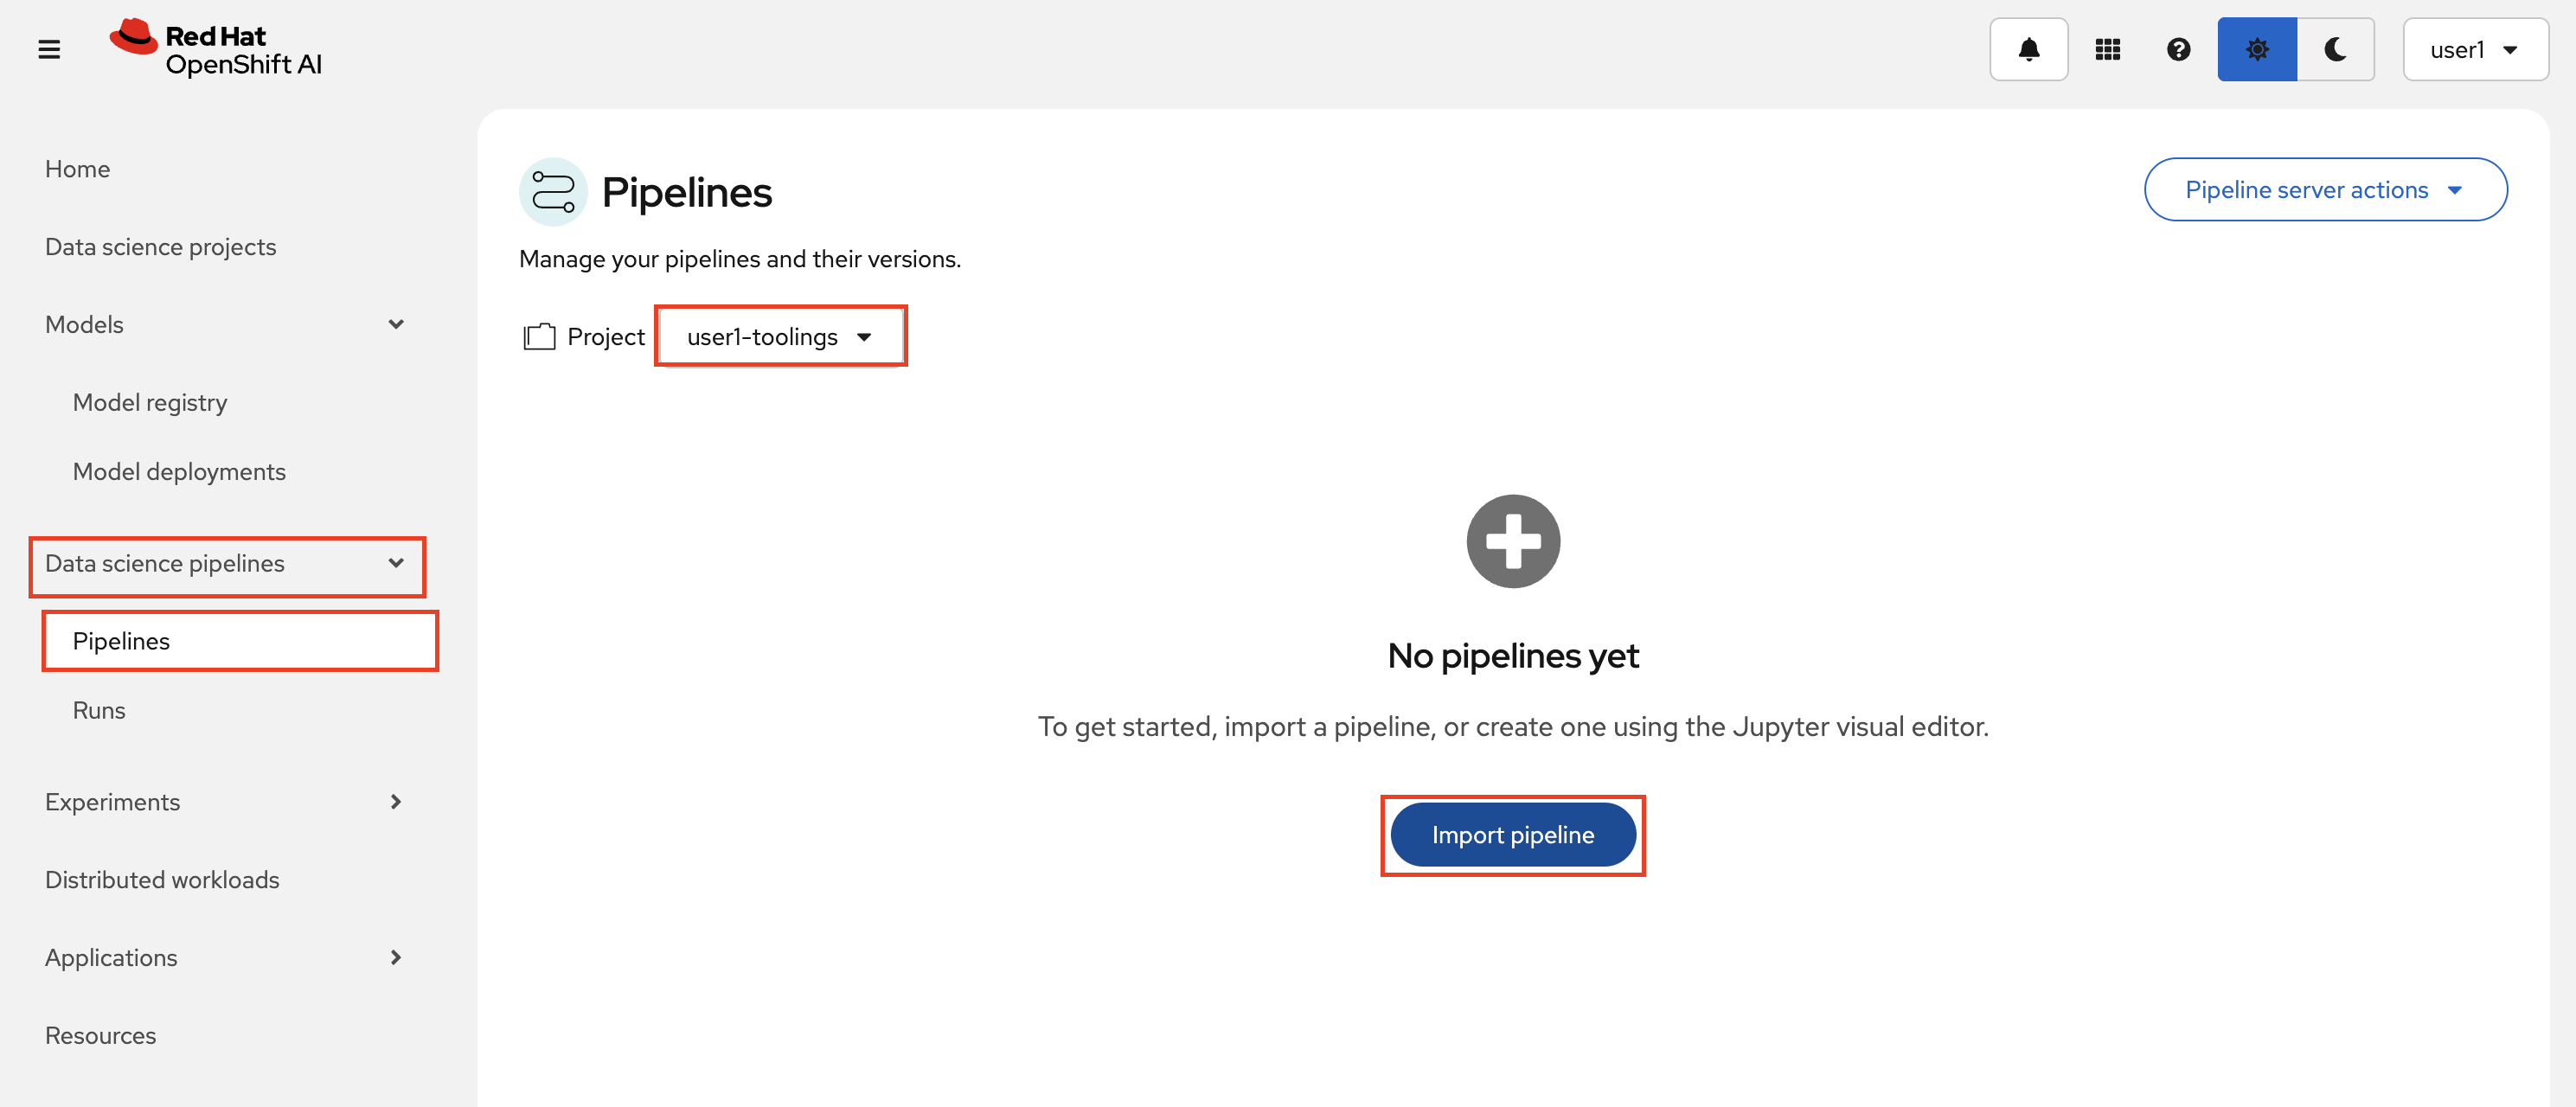 Red Hat
OpenShift AI
user1
Home
Data science projects
Models
Model registry
Model deployments
Data science pipelines
Pipelines
Runs
Experiments
Distributed workloads
Applications
Resources
Pipelines
Pipeline server actions
Manage your pipelines and their versions.
Project user1-toolings
No pipelines yet
To get started, import a pipeline, or create one using the Jupyter visual editor.
Import pipeline